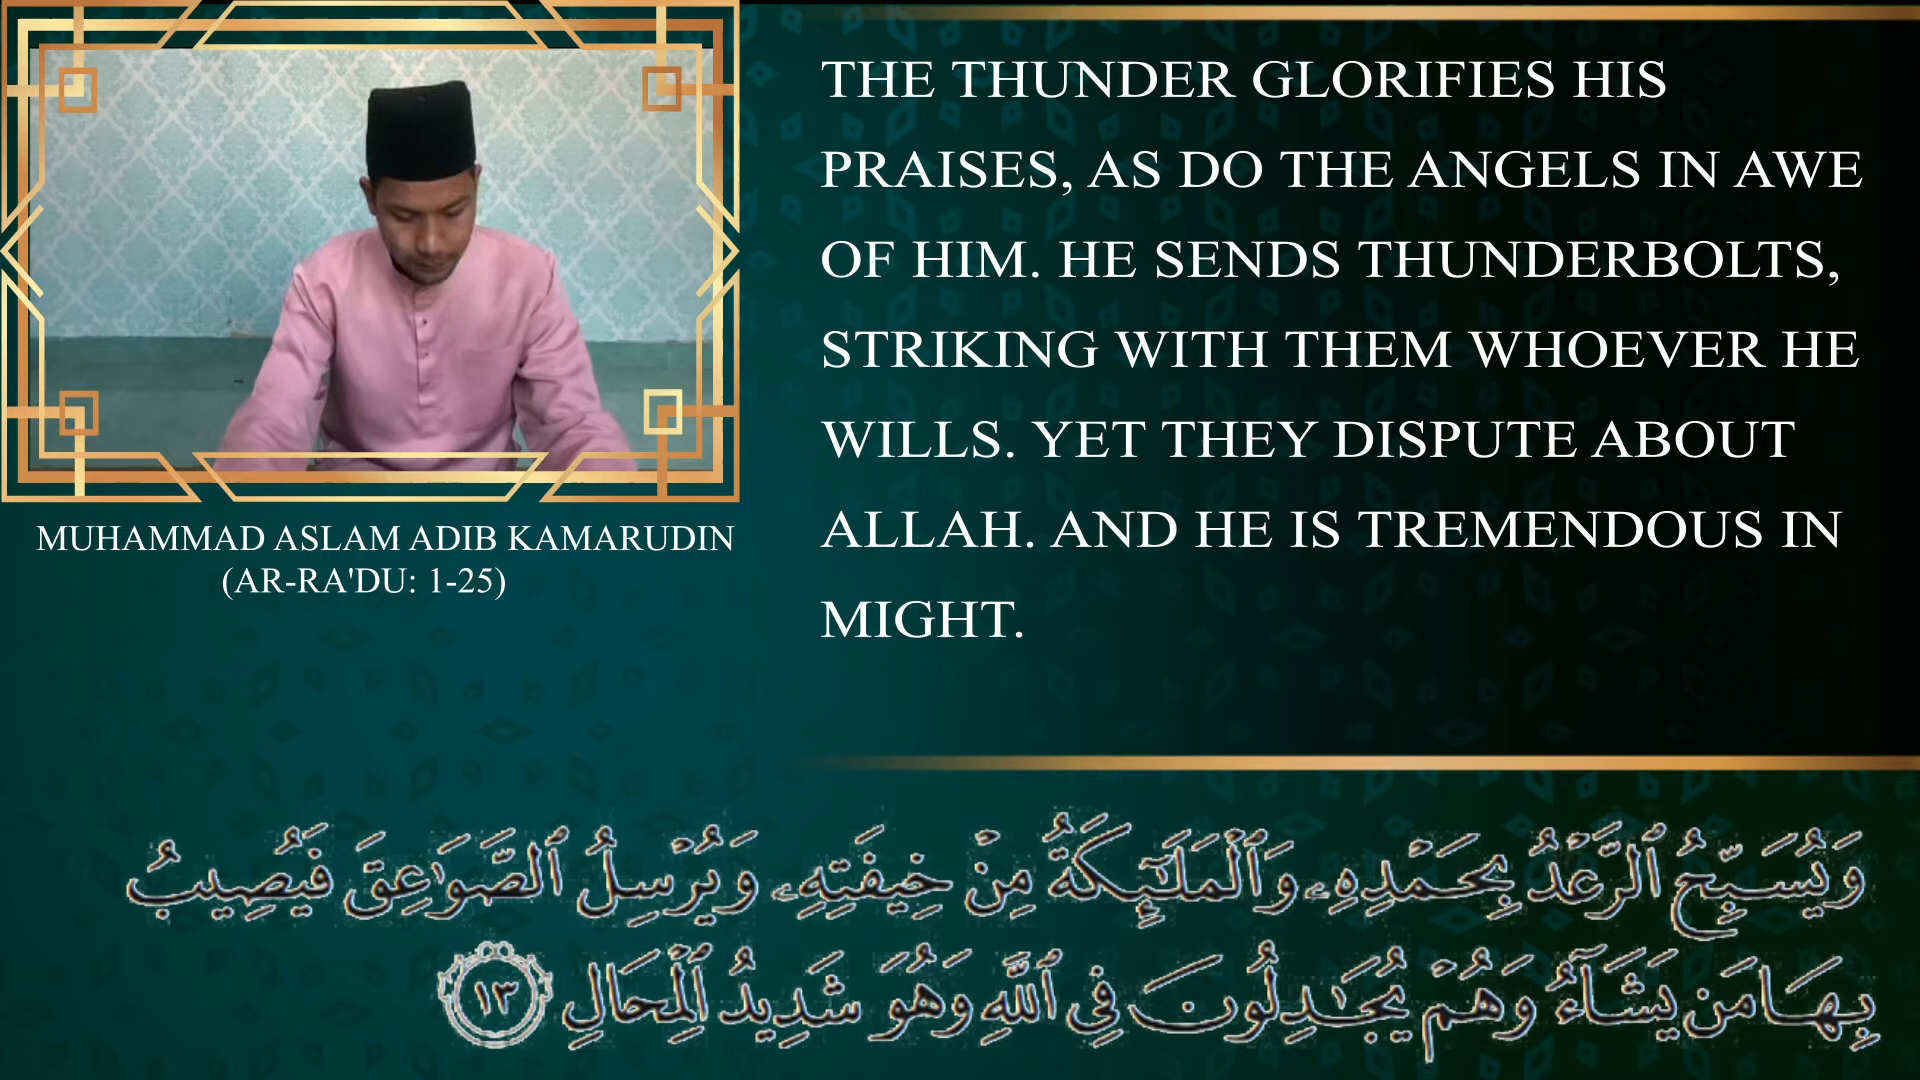 THE THUNDER GLORIFIES HIS
PRAISES, AS DO THE ANGELS IN AWE
OF HIM. HE SENDS THUNDERBOLTS,
STRIKING WITH THEM WHOEVER HE
WILLS. YET THEY DISPUTE ABOUT
ALLAH. AND HE IS TREMENDOUS IN
MIGHT.
MUHAMMAD ASLAM ADIB KAMARUDIN
(AR-RA'DU: 1-25)
وَيُسَبِّحُ ٱلرَّعْدُ بِحَمْدِهِۦ وَٱلْمَلَٰٓئِكَةُ مِنْ خِيفَتِهِۦ وَيُرْسِلُ ٱلصَّوَٰعِقَ فَيُصِيبُ
بِهَا مَن يَشَآءُ وَهُمْ يُجَٰدِلُونَ فِى ٱللَّهِ وَهُوَ شَدِيدُ ٱلْمِحَالِ ١٣